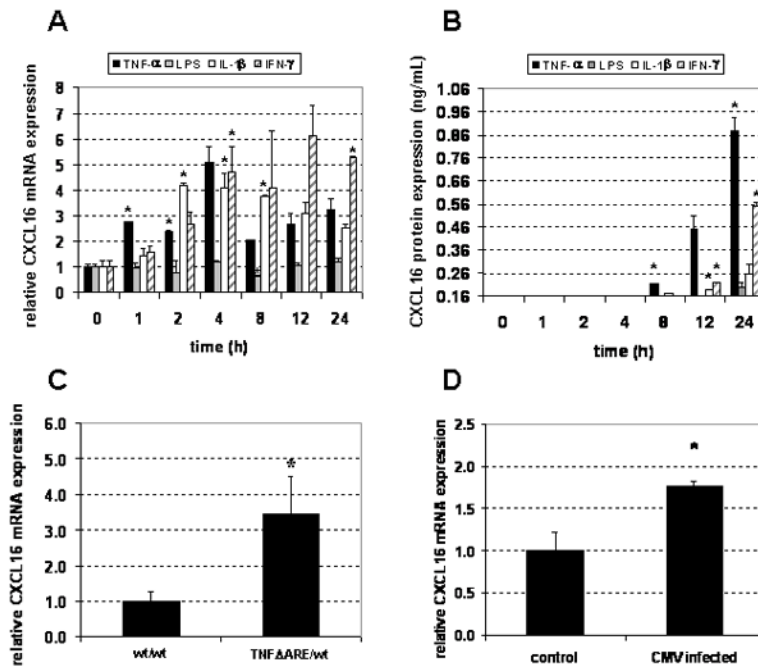 A
TNF-α LPS IL-1β IFN-γ
relative CXCL16 mRNA expression
8
7
6
5
4
3
2
1
0
* * * * * * *
0 1 2 4 8 12 24
time (h)
B
TNF-α LPS IL-1β IFN-γ
CXCL16 protein expression (ng/mL)
1.06
0.96
0.86
0.76
0.66
0.56
0.46
0.36
0.26
0.16
* * * * *
0 1 2 4 8 12 24
time (h)
C
relative CXCL16 mRNA expression
6.0
5.0
4.0
3.0
2.0
1.0
0.0
*
wt/wt TNFΔARE/wt
D
relative CXCL16 mRNA expression
2.5
2.0
1.5
1.0
0.5
0.0
*
control CMV infected